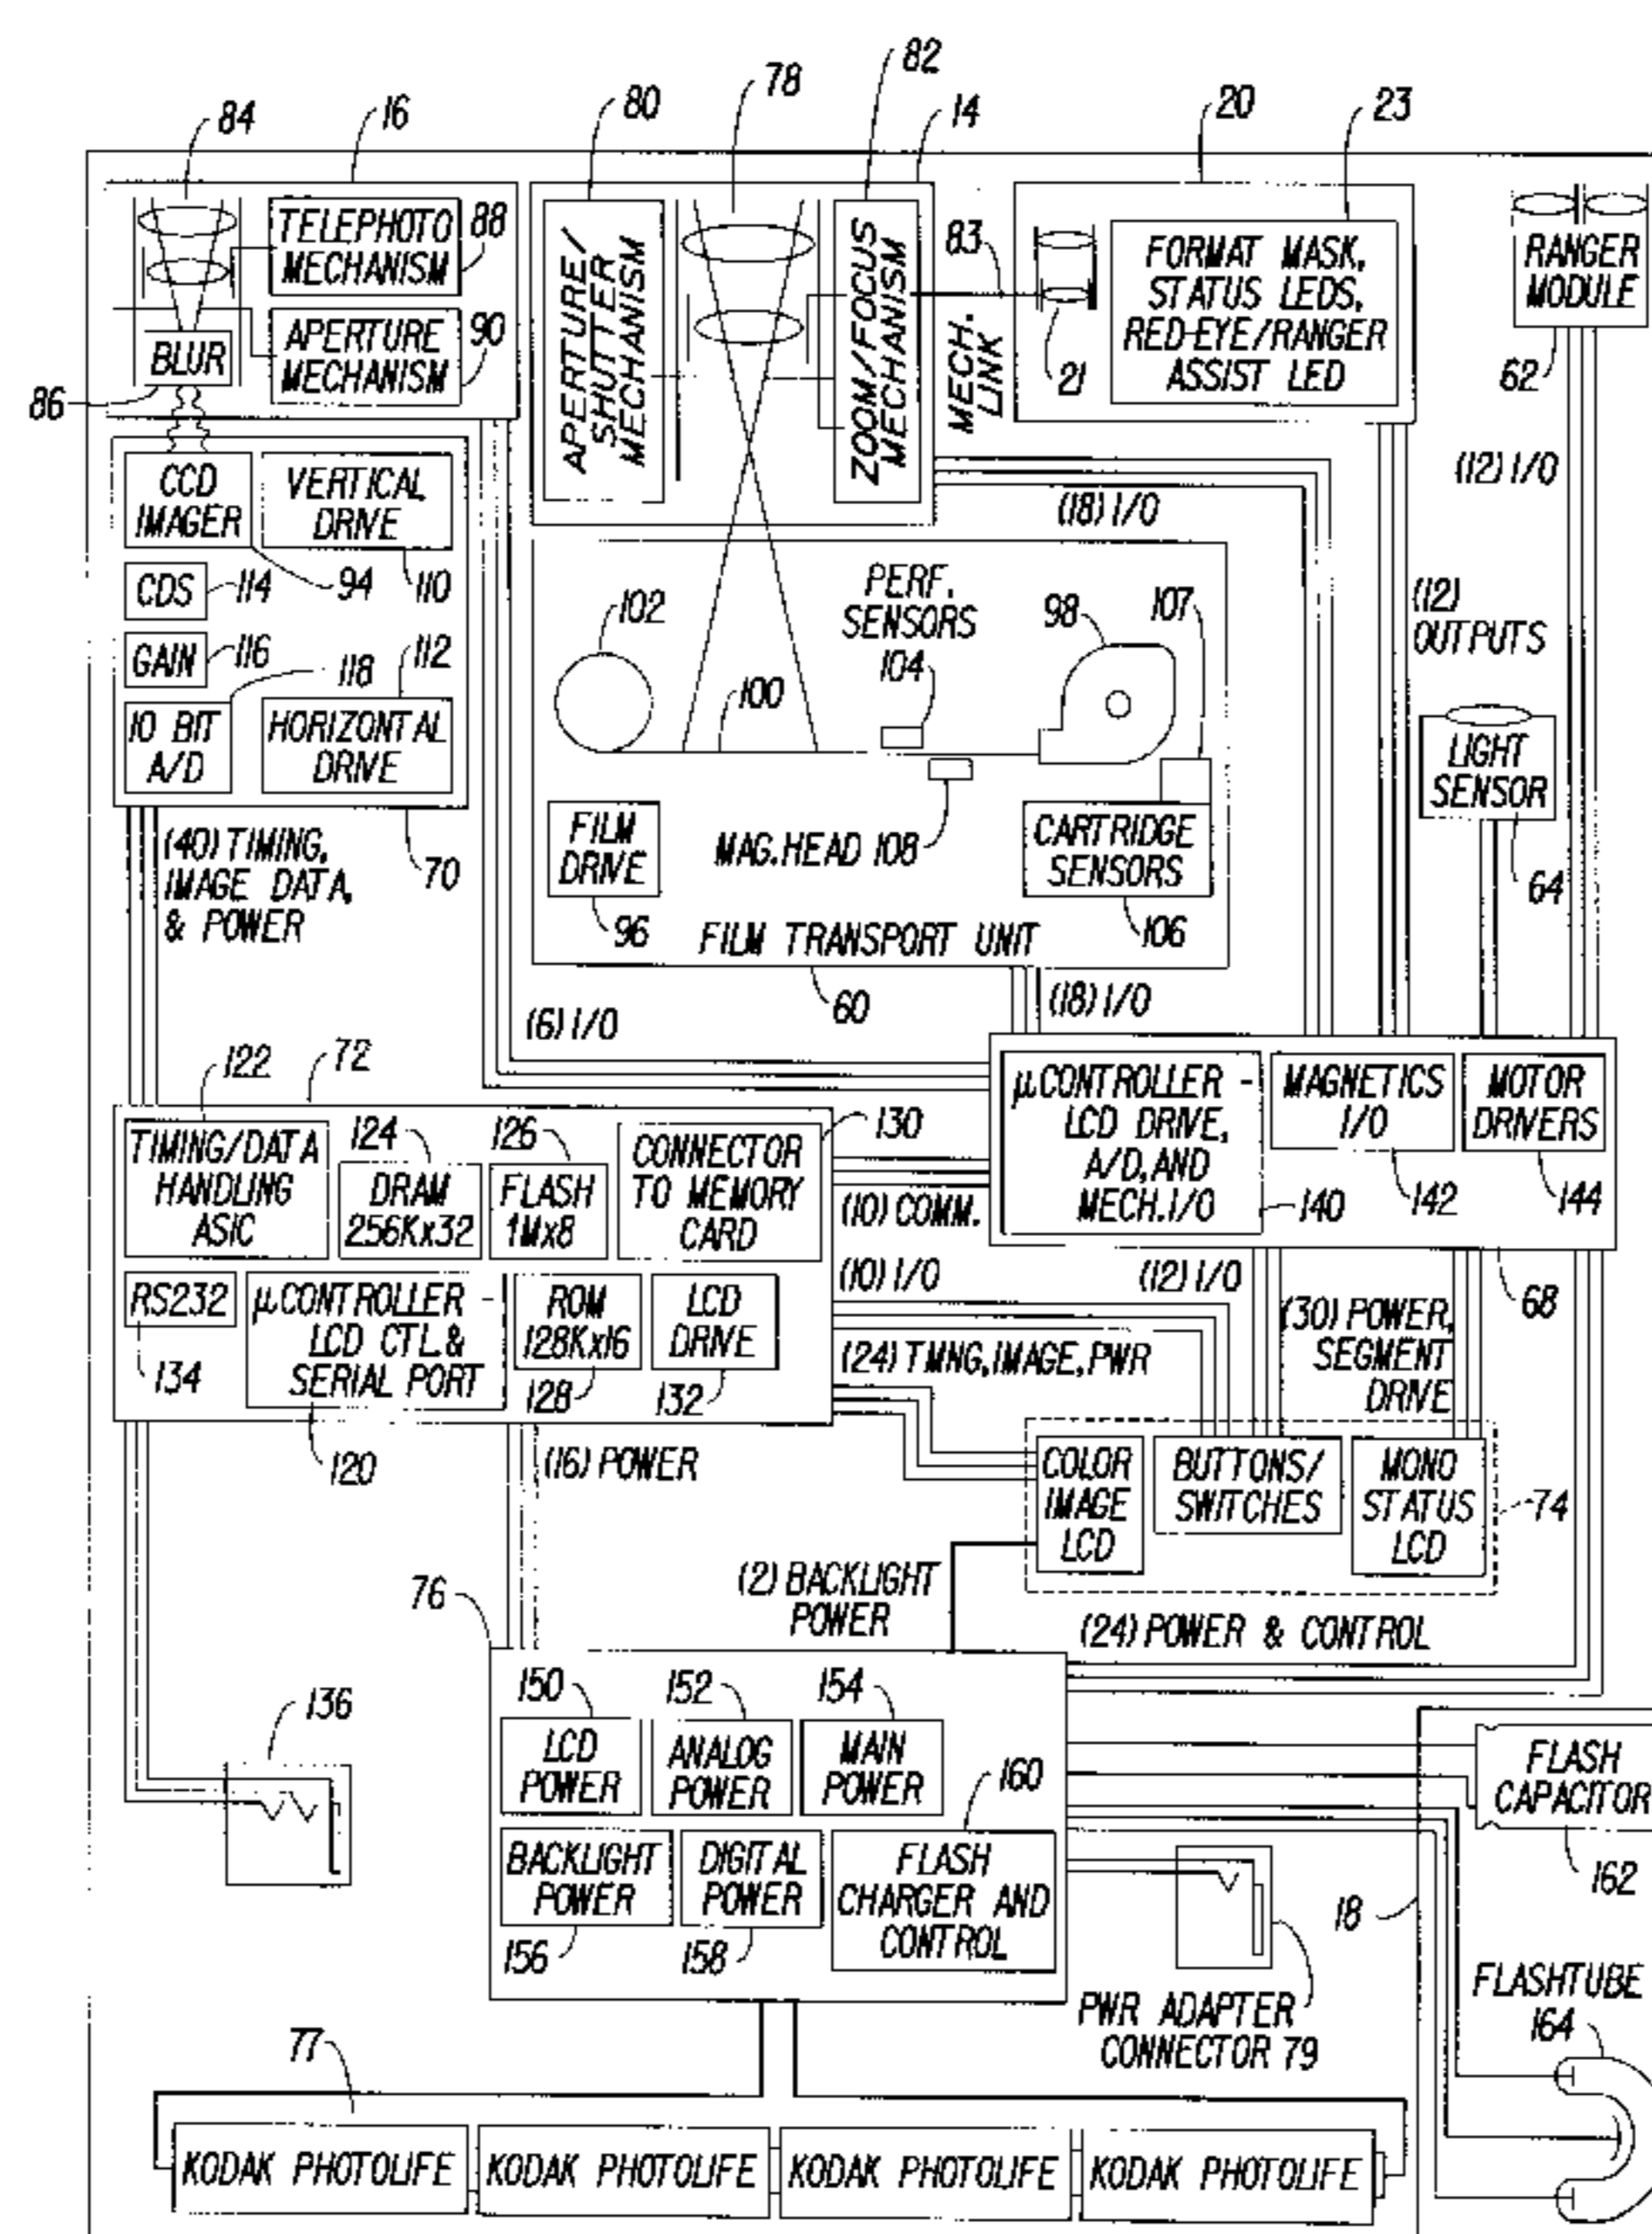 82
78
80
14
20
23
84
16
TELEPHOTO
MECHANISM
88
APERTURE
MECHANISM
90
BLUR
86
APERTURE/
SHUTTER
MECHANISM
ZOOM/FOCUS
MECHANISM
83
MECH.
LINK
21
FORMAT MASK,
STATUS LEDS,
RED-EYE/RANGER
ASSIST LED
RANGER
MODULE
62
(12) I/O
(18) I/O
CCD
IMAGER
VERTICAL
DRIVE
CDS
114
94
110
GAIN
116
118
112
10 BIT
A/D
HORIZONTAL
DRIVE
(40) TIMING,
IMAGE DATA,
& POWER
70
102
PERF.
SENSORS
104
98
107
100
FILM
DRIVE
96
MAG. HEAD 108
CARTRIDGE
SENSORS
106
FILM TRANSPORT UNIT
60
(12)
OUTPUTS
LIGHT
SENSOR
64
(6) I/O
(18) I/O
122
72
TIMING/DATA
HANDLING
ASIC
124
DRAM
256Kx32
126
FLASH
1Mx8
CONNECTOR
TO MEMORY
CARD
130
RS232
134
µCONTROLLER -
LCD CTL.&
SERIAL PORT
120
ROM
128Kx16
128
LCD
DRIVE
132
µCONTROLLER -
LCD DRIVE,
A/D, AND
MECH. I/O
140
MAGNETICS
I/O
142
MOTOR
DRIVERS
144
68
(10) COMM.
(10) I/O
(12) I/O
(24) TMNG, IMAGE, PWR
(30) POWER,
SEGMENT
DRIVE
(16) POWER
COLOR
IMAGE
LCD
BUTTONS/
SWITCHES
MONO
STATUS
LCD
74
(2) BACKLIGHT
POWER
(24) POWER & CONTROL
76
136
150
LCD
POWER
152
ANALOG
POWER
154
MAIN
POWER
160
BACKLIGHT
POWER
156
DIGITAL
POWER
158
FLASH
CHARGER AND
CONTROL
FLASH
CAPACITOR
162
18
PWR ADAPTER
CONNECTOR 79
FLASHTUBE
164
77
KODAK PHOTOLIFE
KODAK PHOTOLIFE
KODAK PHOTOLIFE
KODAK PHOTOLIFE